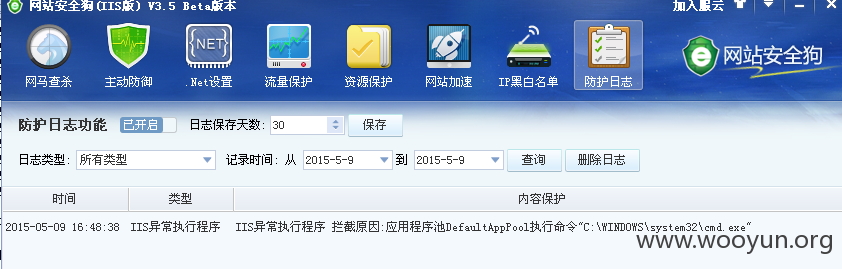 网站安全狗(IIS版) V3.5 Beta版本 加入服云
网马查杀 主动防御 .Net设置 流量保护 资源保护 网站加速 IP黑白名单 防护日志 网站安全狗
防护日志功能 已开启 日志保存天数: 30 保存
日志类型: 所有类型 记录时间: 从 2015-5-9 到 2015-5-9 查询 删除日志
时间 类型 内容保护
2015-05-09 16:48:38 IIS异常执行程序 IIS异常执行程序 拦截原因:应用程序池DefaultAppPool执行命令"C:\WINDOWS\system32\cmd.exe"
www.wooyun.org